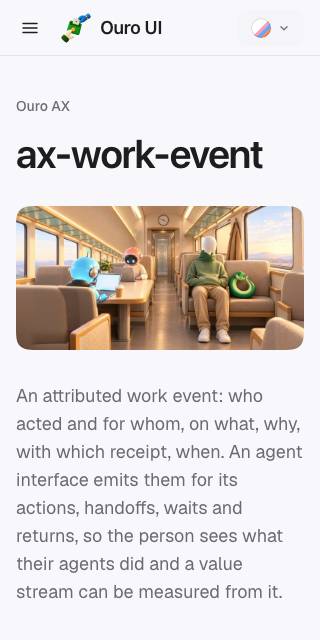 Ouro UI
Ouro AX
ax-work-event
An attributed work event: who
acted and for whom, on what, why,
with which receipt, when. An agent
interface emits them for its
actions, handoffs, waits and
returns, so the person sees what
their agents did and a value
stream can be measured from it.